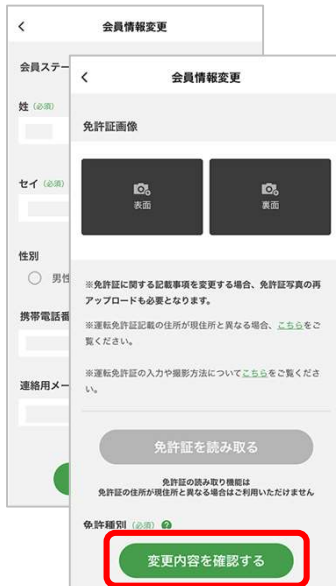 会員情報変更
会員ステー
姓 (必須)
セイ (必須)
性別
男性
携帯電話番
連絡用メー
会員情報変更
免許証画像
表面
裏面
※免許証に関する記載事項を変更する場合、免許証写真の再
アップロードも必要となります。
※運転免許証記載の住所が現住所と異なる場合、こちらをご
覧ください。
※運転免許証の入力や撮影方法についてこちらをご覧くださ
い。
免許証を読み取る
免許証の読み取り機能は
免許証の住所が現住所と異なる場合はご利用いただけません
免許種別 (必須) ?
変更内容を確認する